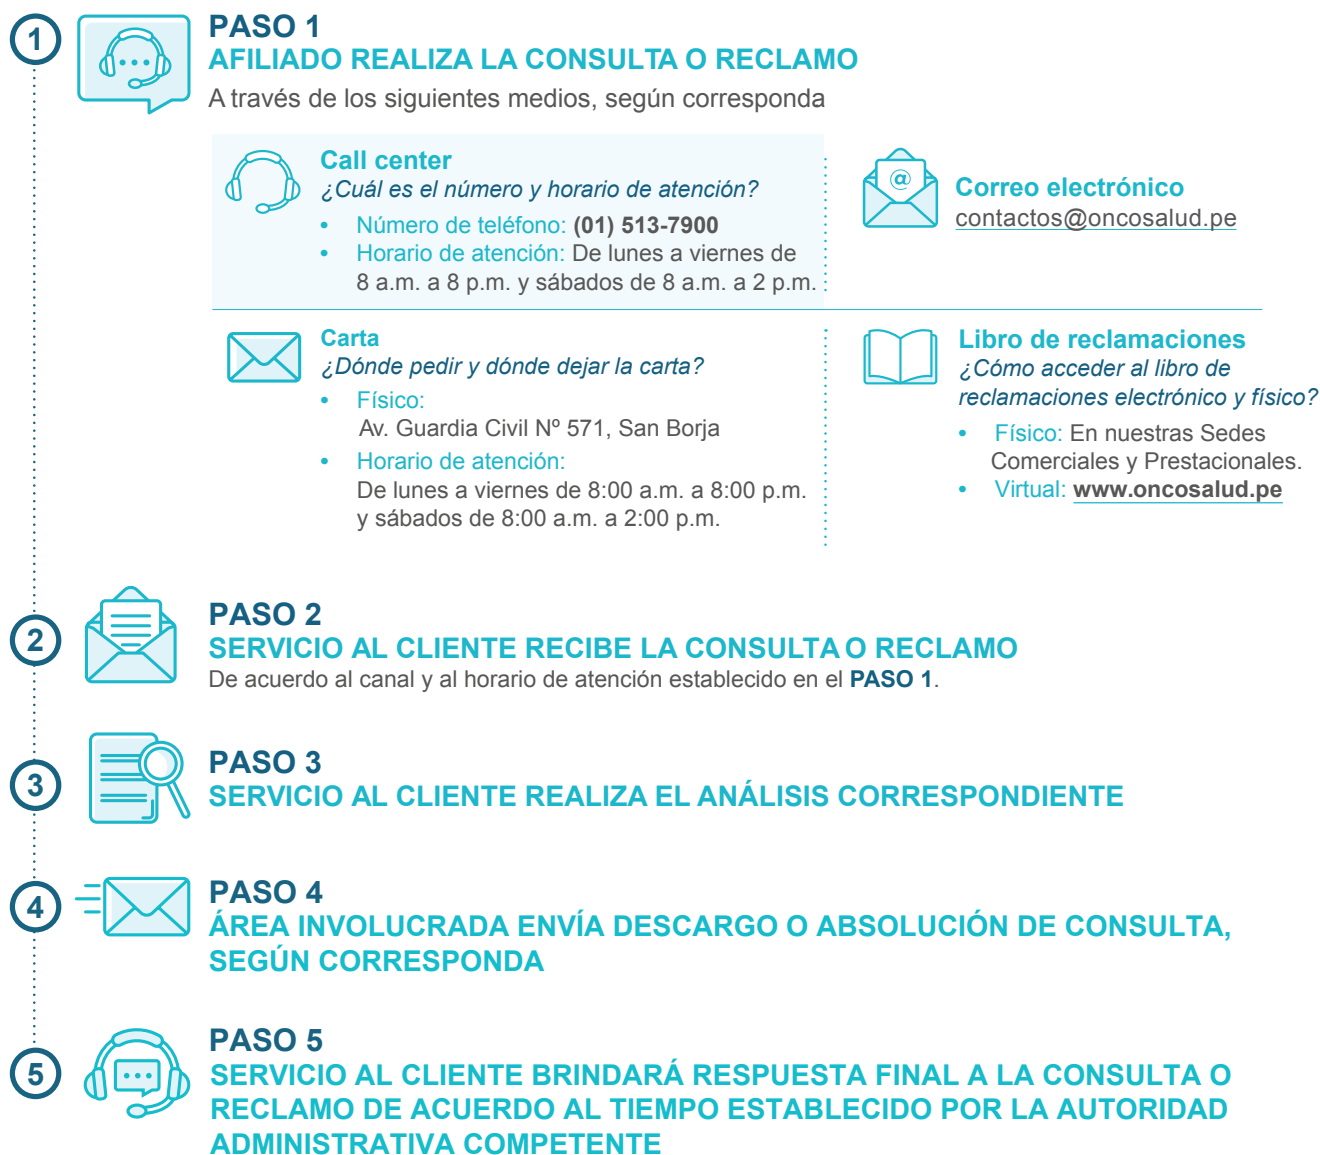 1
PASO 1
AFILIADO REALIZA LA CONSULTA O RECLAMO
A través de los siguientes medios, según corresponda
Call center
¿Cuál es el número y horario de atención?
• Número de teléfono: (01) 513-7900
• Horario de atención: De lunes a viernes de
8 a.m. a 8 p.m. y sábados de 8 a.m. a 2 p.m.
@
Correo electrónico
contactos@oncosalud.pe
Carta
¿Dónde pedir y dónde dejar la carta?
• Físico:
Av. Guardia Civil Nº 571, San Borja
• Horario de atención:
De lunes a viernes de 8:00 a.m. a 8:00 p.m.
y sábados de 8:00 a.m. a 2:00 p.m.
Libro de reclamaciones
¿Cómo acceder al libro de
reclamaciones electrónico y físico?
• Físico: En nuestras Sedes
Comerciales y Prestacionales.
• Virtual: www.oncosalud.pe
2
PASO 2
SERVICIO AL CLIENTE RECIBE LA CONSULTA O RECLAMO
De acuerdo al canal y al horario de atención establecido en el PASO 1.
3
PASO 3
SERVICIO AL CLIENTE REALIZA EL ANÁLISIS CORRESPONDIENTE
4
PASO 4
ÁREA INVOLUCRADA ENVÍA DESCARGO O ABSOLUCIÓN DE CONSULTA,
SEGÚN CORRESPONDA
5
PASO 5
SERVICIO AL CLIENTE BRINDARÁ RESPUESTA FINAL A LA CONSULTA O
RECLAMO DE ACUERDO AL TIEMPO ESTABLECIDO POR LA AUTORIDAD
ADMINISTRATIVA COMPETENTE